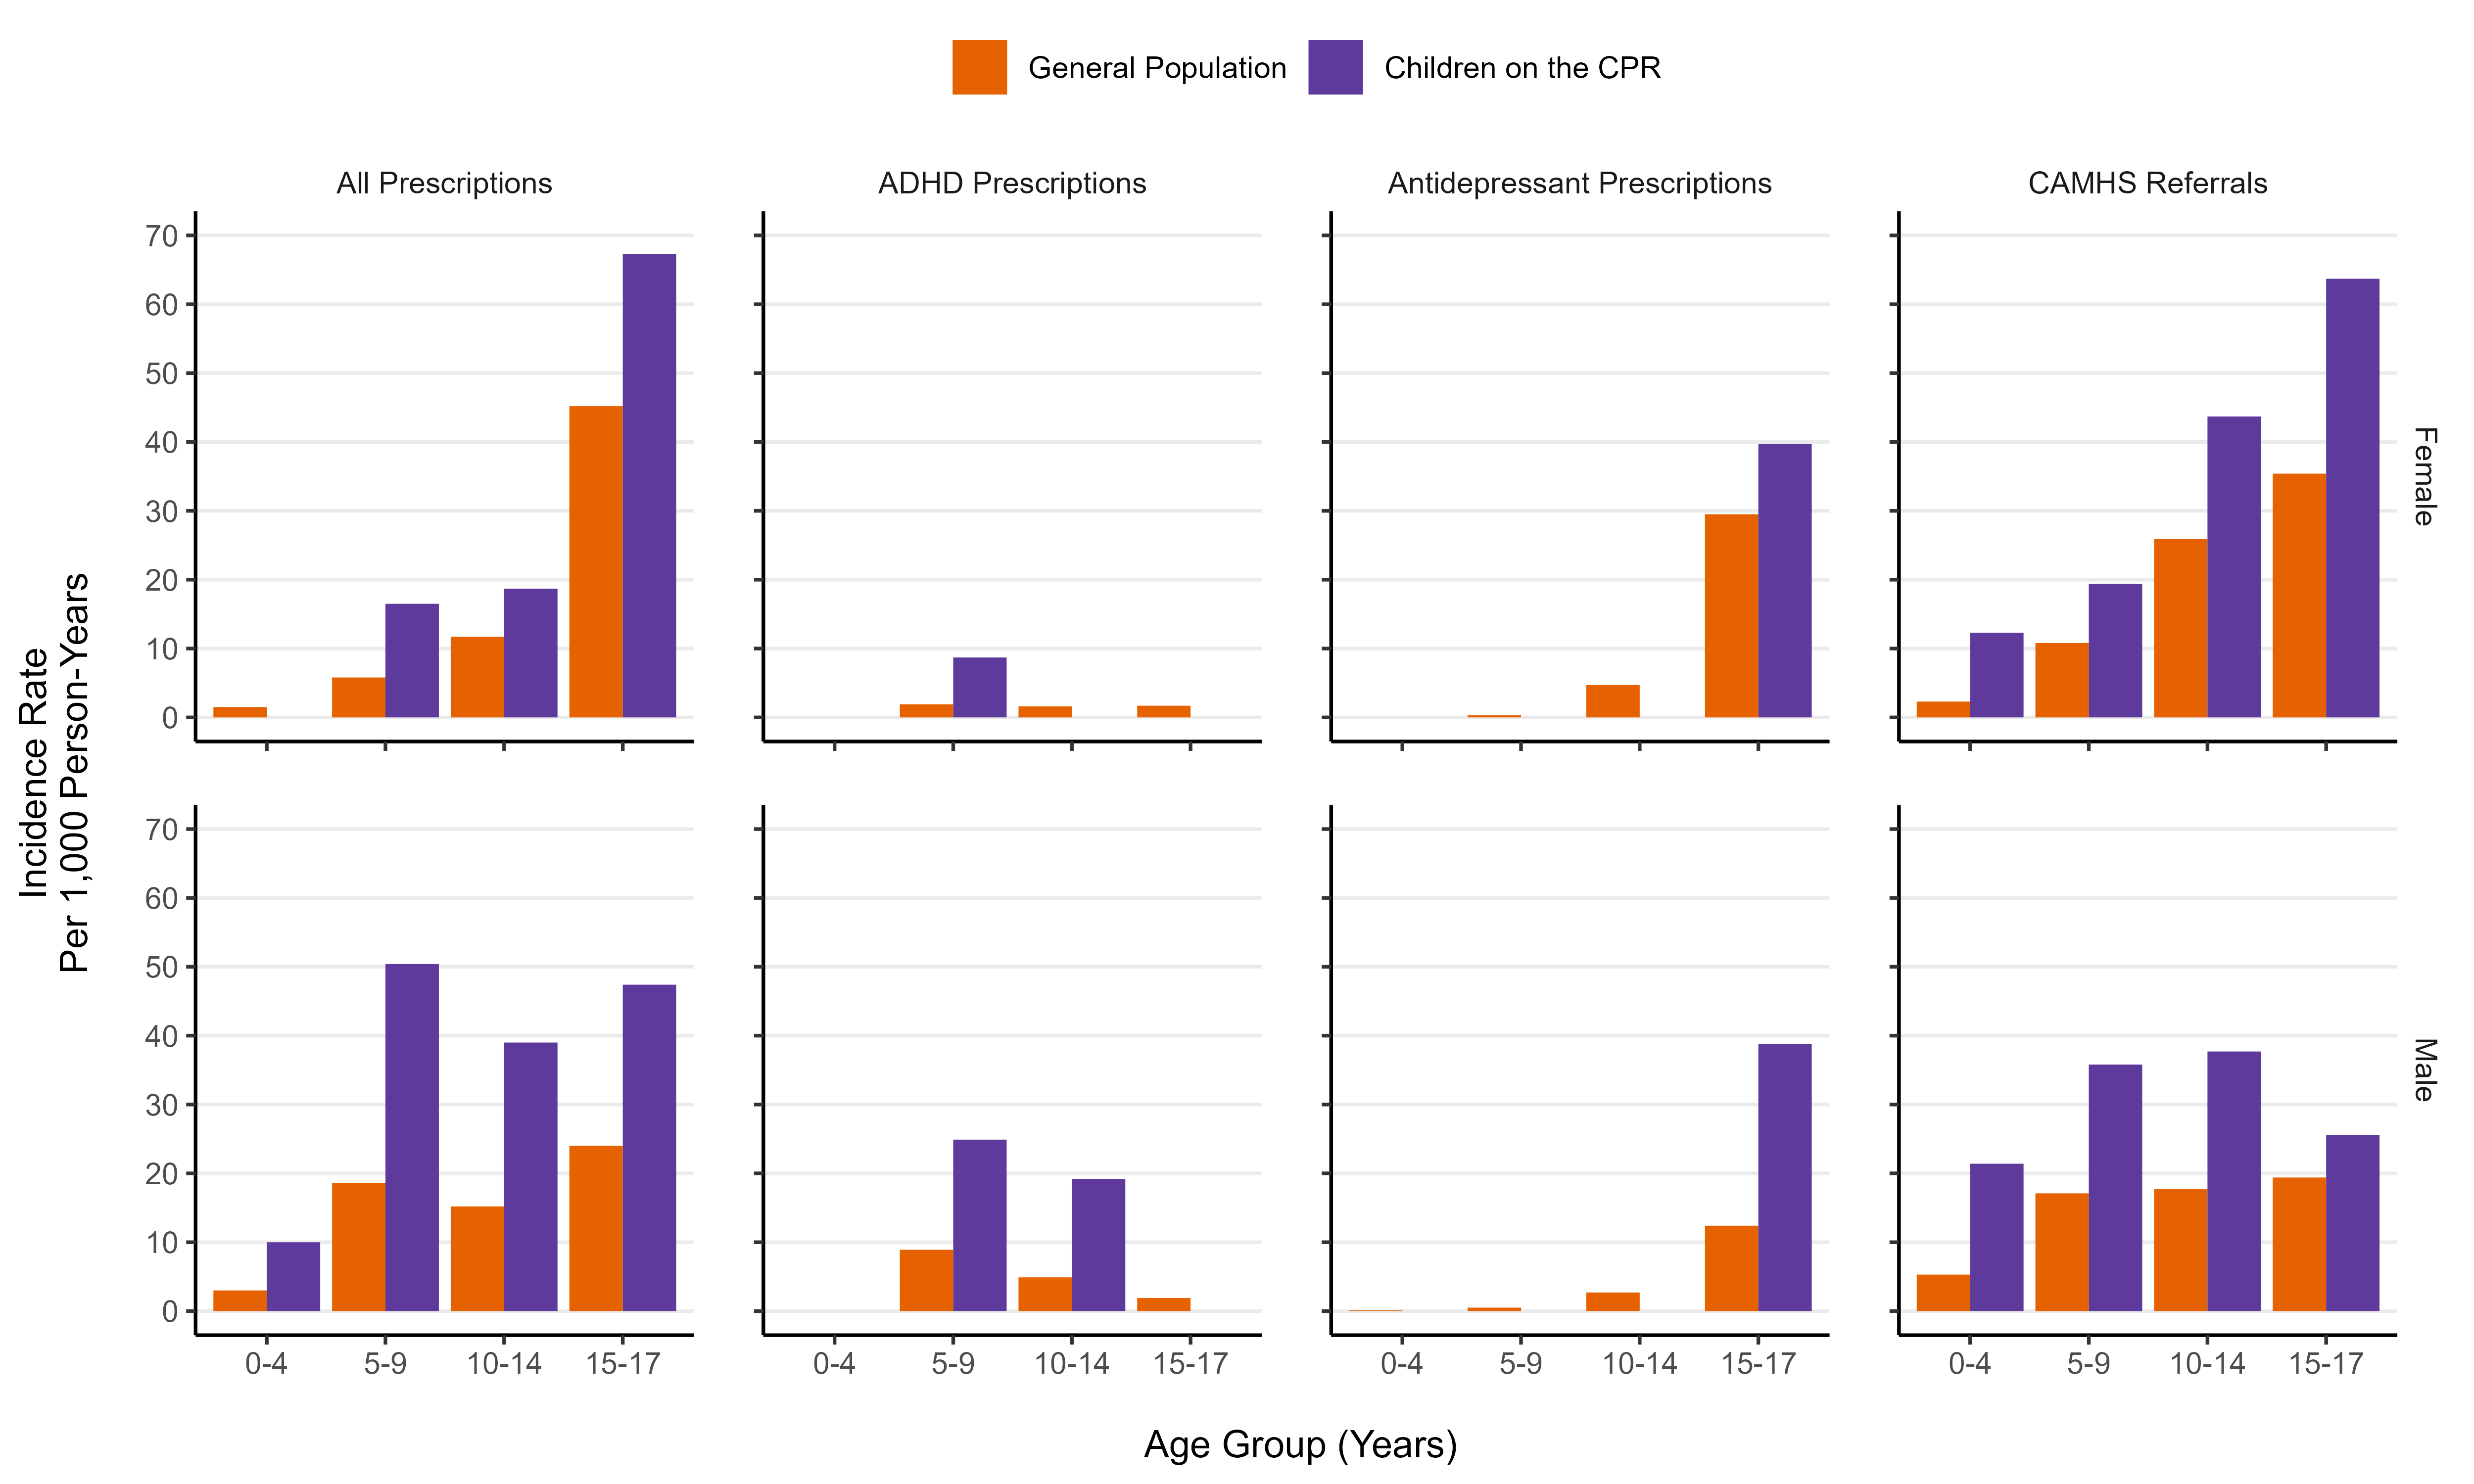 General Population
Children on the CPR
All Prescriptions
ADHD Prescriptions
Antidepressant Prescriptions
CAMHS Referrals
Incidence Rate
Per 1,000 Person-Years
70
60
50
40
30
20
10
0
Female
70
60
50
40
30
20
10
0
Male
0-4 5-9 10-14 15-17
0-4 5-9 10-14 15-17
0-4 5-9 10-14 15-17
0-4 5-9 10-14 15-17
Age Group (Years)